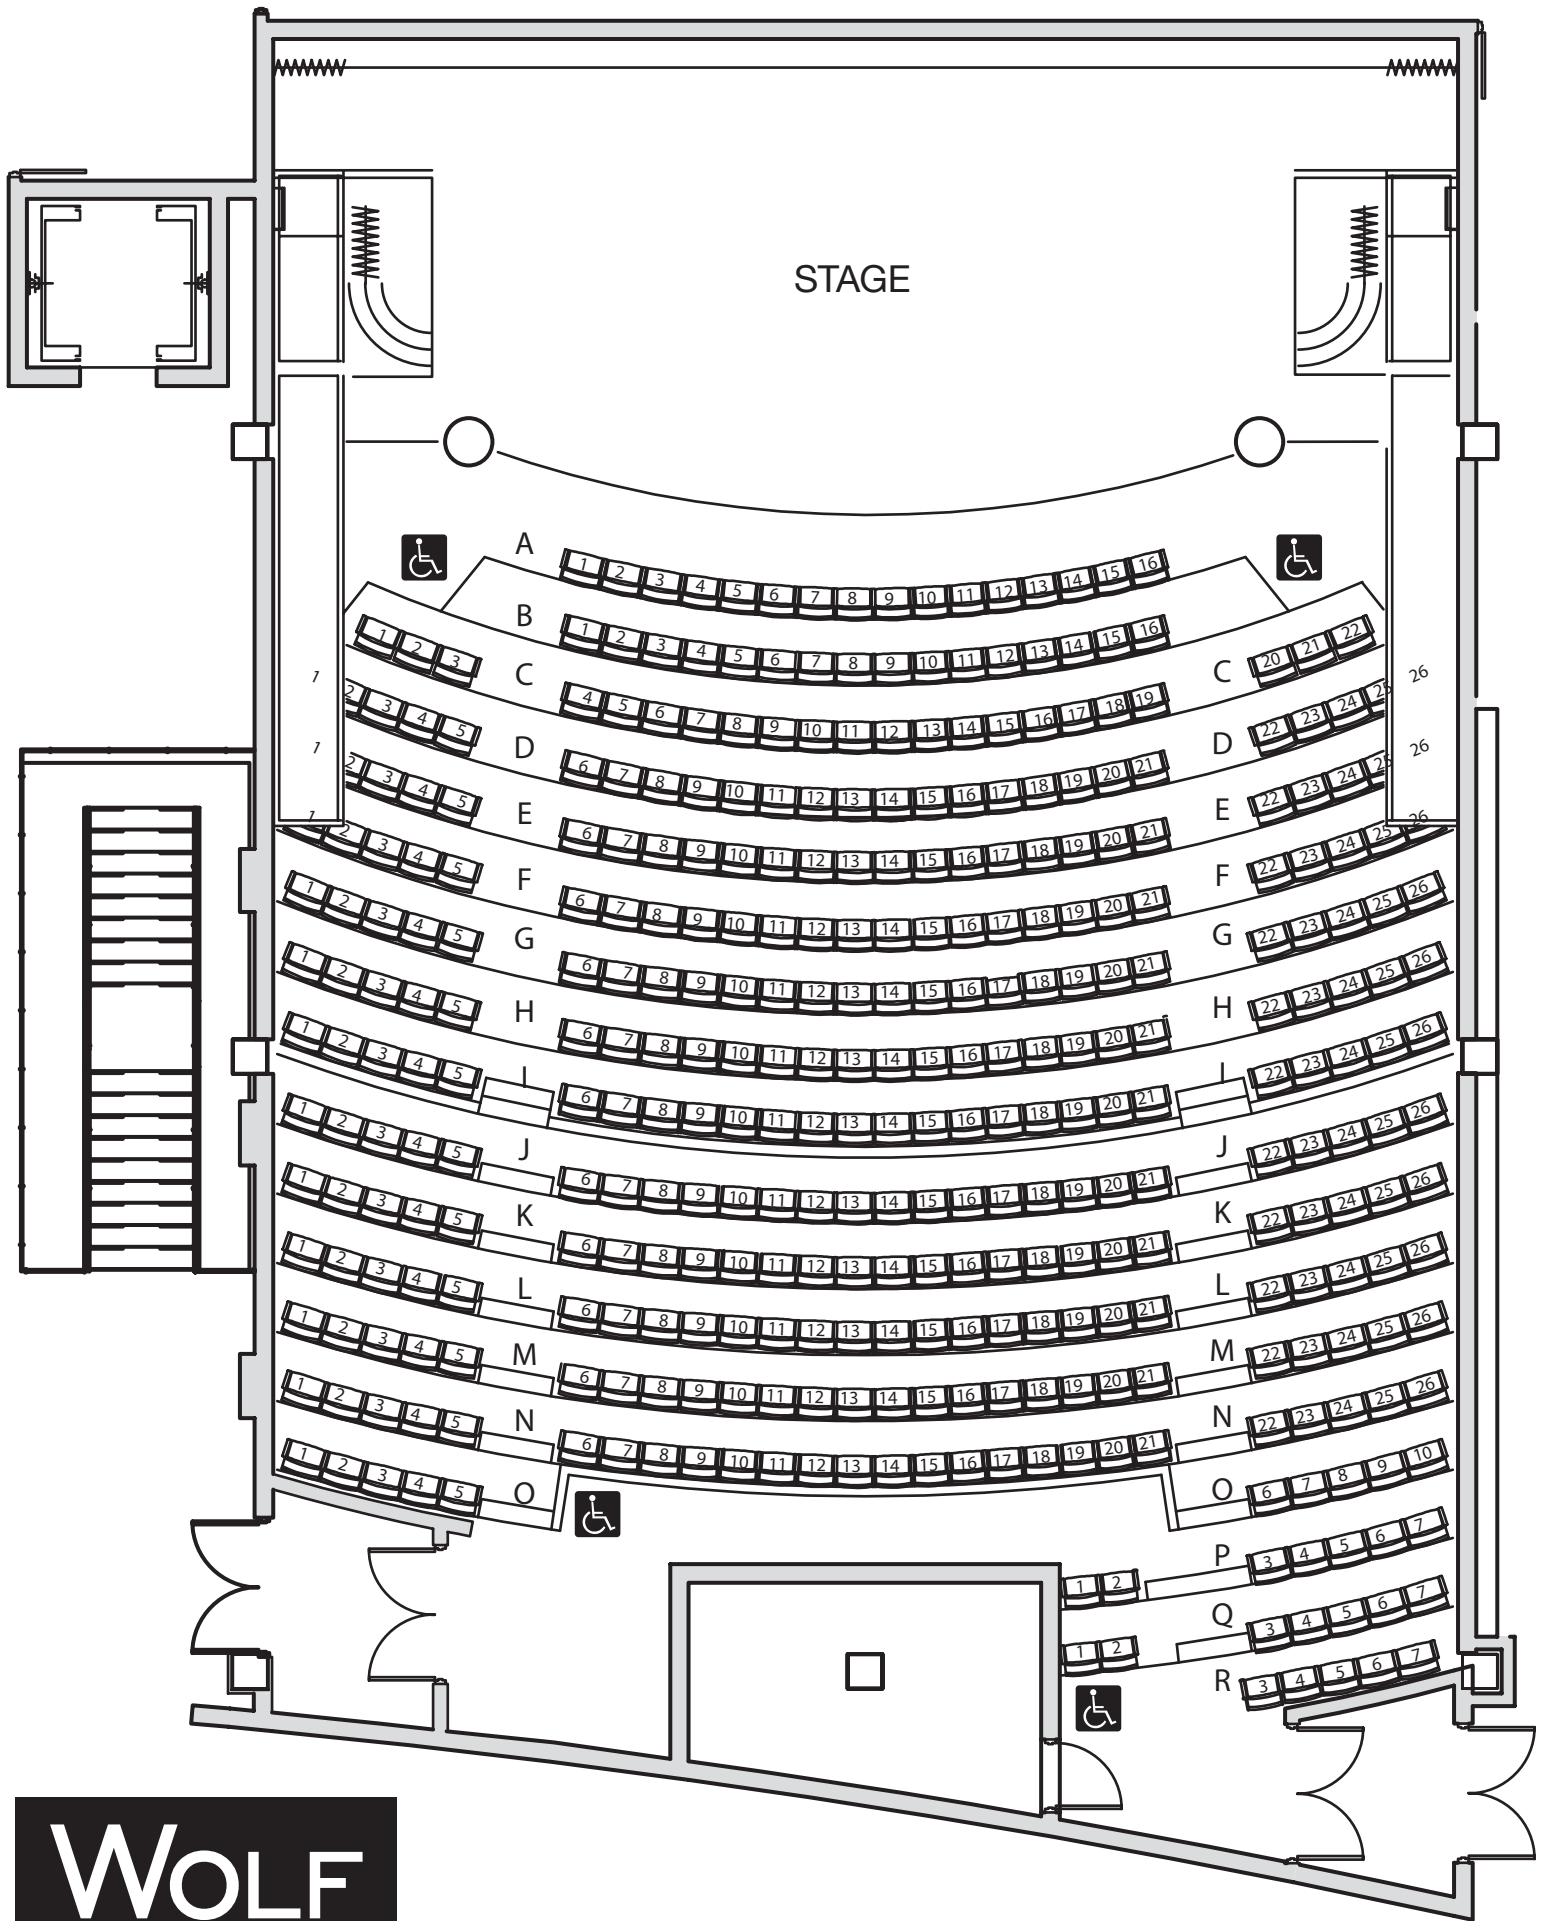 STAGE
A 1 2 3 4 5 6 7 8 9 10 11 12 13 14 15 16
B 1 2 3 4 5 6 7 8 9 10 11 12 13 14 15 16
1 2 3 C 4 5 6 7 8 9 10 11 12 13 14 15 16 17 18 19 C 20 21 22
1 2 3 4 5 D 6 7 8 9 10 11 12 13 14 15 16 17 18 19 20 21 D 22 23 24 25 26
1 2 3 4 5 E 6 7 8 9 10 11 12 13 14 15 16 17 18 19 20 21 E 22 23 24 25 26
1 2 3 4 5 F 6 7 8 9 10 11 12 13 14 15 16 17 18 19 20 21 F 22 23 24 25 26
1 2 3 4 5 G 6 7 8 9 10 11 12 13 14 15 16 17 18 19 20 21 G 22 23 24 25 26
1 2 3 4 5 H 6 7 8 9 10 11 12 13 14 15 16 17 18 19 20 21 H 22 23 24 25 26
1 2 3 4 5 I 6 7 8 9 10 11 12 13 14 15 16 17 18 19 20 21 I 22 23 24 25 26
1 2 3 4 5 J 6 7 8 9 10 11 12 13 14 15 16 17 18 19 20 21 J 22 23 24 25 26
1 2 3 4 5 K 6 7 8 9 10 11 12 13 14 15 16 17 18 19 20 21 K 22 23 24 25 26
1 2 3 4 5 L 6 7 8 9 10 11 12 13 14 15 16 17 18 19 20 21 L 22 23 24 25 26
1 2 3 4 5 M 6 7 8 9 10 11 12 13 14 15 16 17 18 19 20 21 M 22 23 24 25 26
1 2 3 4 5 N 6 7 8 9 10 11 12 13 14 15 16 17 18 19 20 21 N 22 23 24 25 26
1 2 3 4 5 O O 6 7 8 9 10
1 2 P 3 4 5 6 7
1 2 Q 3 4 5 6 7
R 3 4 5 6 7
WOLF